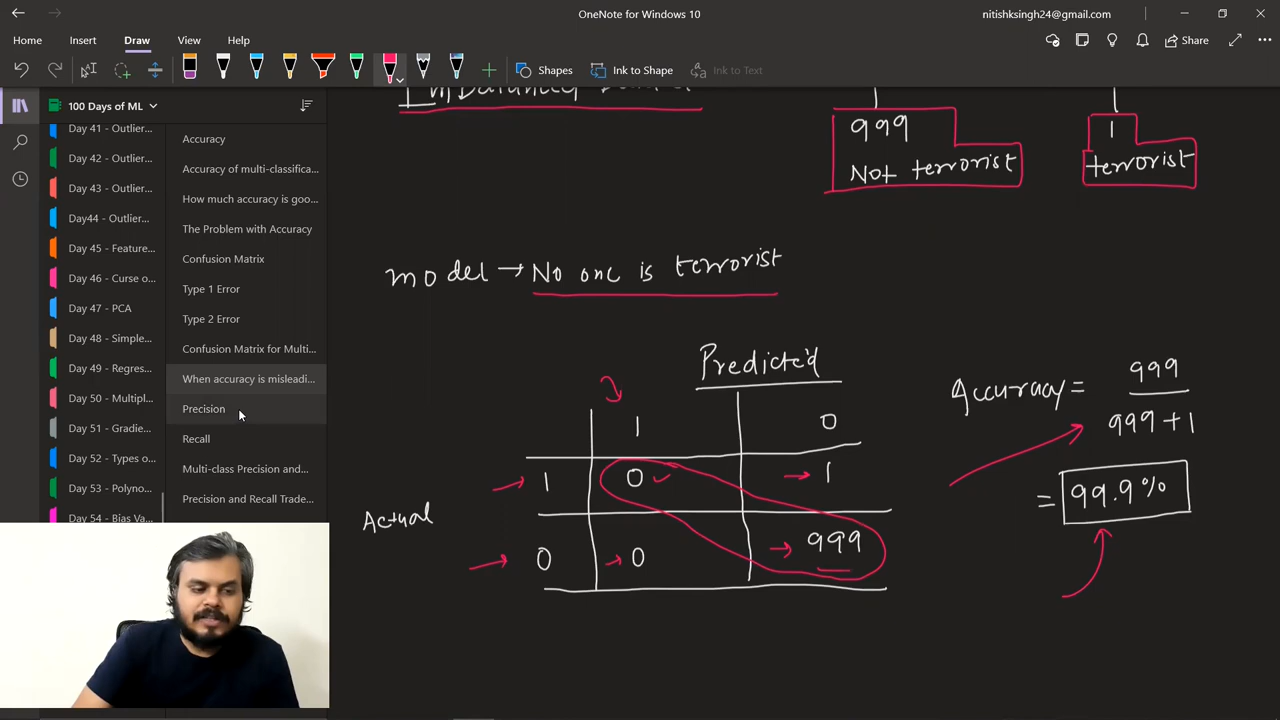 OneNote for Windows 10
nitishksingh24@gmail.com
Home
Insert
Draw
View
Help
Share
Shapes
Ink to Shape
Ink to Text
100 Days of ML
Day 41 - Outlier...
Day 42 - Outlier...
Day 43 - Outlier...
Day44 - Outlier...
Day 45 - Feature...
Day 46 - Curse o...
Day 47 - PCA
Day 48 - Simple...
Day 49 - Regres...
Day 50 - Multipl...
Day 51 - Gradie...
Day 52 - Types o...
Day 53 - Polyno...
Day 54 - Bias Va...
Accuracy
Accuracy of multi-classifica...
How much accuracy is goo...
The Problem with Accuracy
Confusion Matrix
Type 1 Error
Type 2 Error
Confusion Matrix for Multi...
When accuracy is misleadi...
Precision
Recall
Multi-class Precision and...
Precision and Recall Trade...
999
Not terrorist
1
terrorist
model → No one is terrorist
Predicted
1 0
1 0 1
Actual
0 0 999
Accuracy = 999
999 + 1
= 99.9%